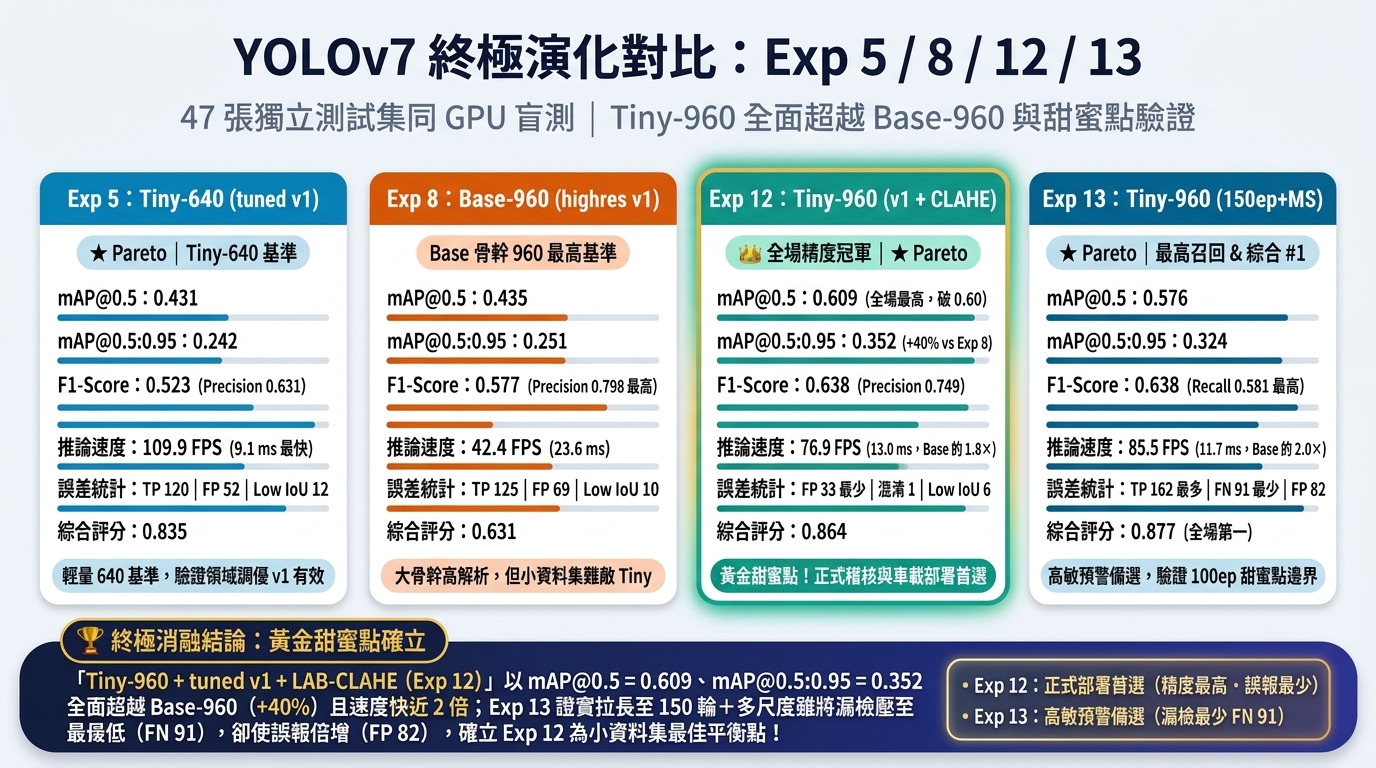 YOLOv7 終極演化對比：Exp 5 / 8 / 12 / 13
47 張獨立測試集同 GPU 盲測｜Tiny-960 全面超越 Base-960 與甜蜜點驗證
Exp 5：Tiny-640 (tuned v1)
★ Pareto｜Tiny-640 基準
mAP@0.5：0.431
mAP@0.5:0.95：0.242
F1-Score：0.523 (Precision 0.631)
推論速度：109.9 FPS (9.1 ms 最快)
誤差統計：TP 120 | FP 52 | Low IoU 12
綜合評分：0.835
輕量 640 基準，驗證領域調優 v1 有效
Exp 8：Base-960 (highres v1)
Base 骨幹 960 最高基準
mAP@0.5：0.435
mAP@0.5:0.95：0.251
F1-Score：0.577 (Precision 0.798 最高)
推論速度：42.4 FPS (23.6 ms)
誤差統計：TP 125 | FP 69 | Low IoU 10
綜合評分：0.631
大骨幹高解析，但小資料集難敵 Tiny
Exp 12：Tiny-960 (v1 + CLAHE)
👑 全場精度冠軍｜★ Pareto
mAP@0.5：0.609 (全場最高，破 0.60)
mAP@0.5:0.95：0.352 (+40% vs Exp 8)
F1-Score：0.638 (Precision 0.749)
推論速度：76.9 FPS (13.0 ms，Base 的 1.8×)
誤差統計：FP 33 最少 | 混淆 1 | Low IoU 6
綜合評分：0.864
黃金甜蜜點！正式稽核與車載部署首選
Exp 13：Tiny-960 (150ep+MS)
★ Pareto｜最高召回 & 綜合 #1
mAP@0.5：0.576
mAP@0.5:0.95：0.324
F1-Score：0.638 (Recall 0.581 最高)
推論速度：85.5 FPS (11.7 ms，Base 的 2.0×)
誤差統計：TP 162 最多 | FN 91 最少 | FP 82
綜合評分：0.877 (全場第一)
高敏預警備選，驗證 100ep 甜蜜點邊界
🏆 終極消融結論：黃金甜蜜點確立
「Tiny-960 + tuned v1 + LAB-CLAHE（Exp 12）」以 mAP@0.5 = 0.609、mAP@0.5:0.95 = 0.352
全面超越 Base-960（+40%）且速度快近 2 倍；Exp 13 證實拉長至 150 輪＋多尺度雖將漏檢壓至
最低（FN 91），卻使誤報倍增（FP 82），確立 Exp 12 為小資料集最佳平衡點！
• Exp 12：正式部署首選（精度最高・誤報最少）
• Exp 13：高敏預警備選（漏檢最少 FN 91）